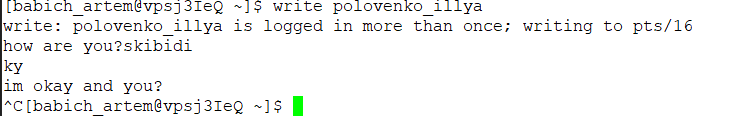 [babich_artem@vpsj3IeQ ~]$ write polovenko_illya
write: polovenko_illya is logged in more than once; writing to pts/16
how are you?skibidi
ky
im okay and you?
^C[babich_artem@vpsj3IeQ ~]$